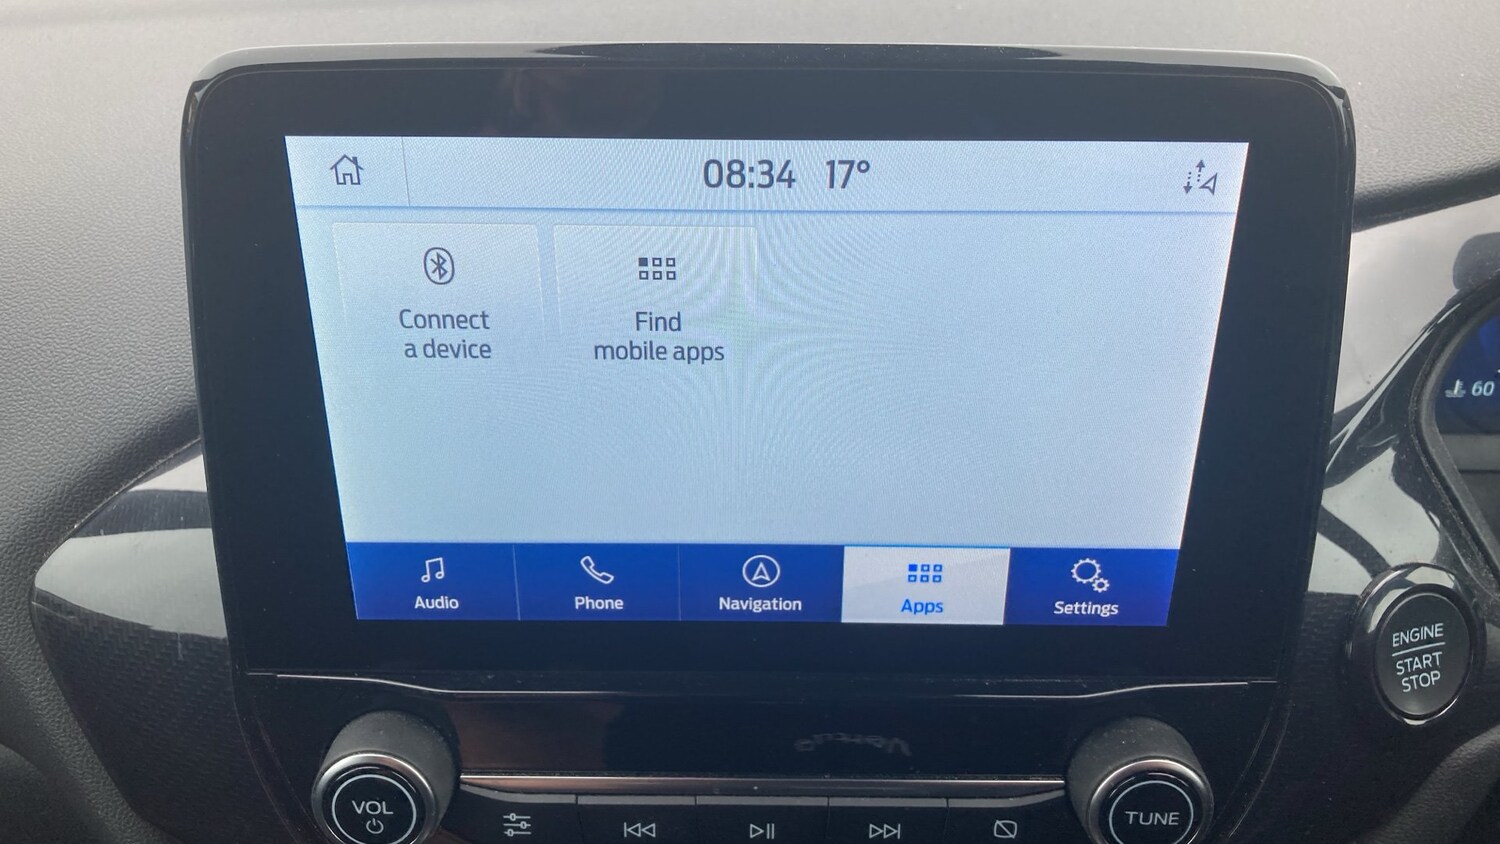 08:34 17°
Connect
a device
Find
mobile apps
Audio
Phone
Navigation
Apps
Settings
60
ENGINE
START
STOP
VOL
TUNE